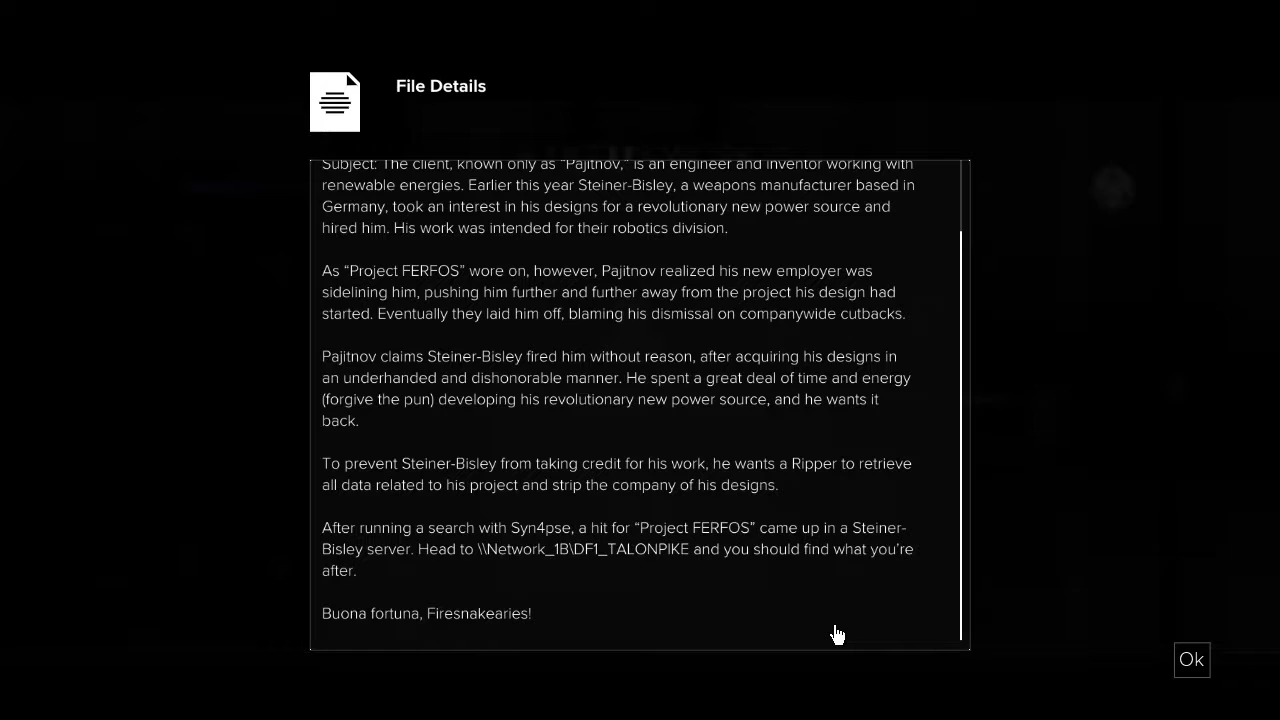 File Details
Subject: The client, known only as “Pajitnov,” is an engineer and inventor working with
renewable energies. Earlier this year Steiner-Bisley, a weapons manufacturer based in
Germany, took an interest in his designs for a revolutionary new power source and
hired him. His work was intended for their robotics division.
As “Project FERFOS” wore on, however, Pajitnov realized his new employer was
sidelining him, pushing him further and further away from the project his design had
started. Eventually they laid him off, blaming his dismissal on companywide cutbacks.
Pajitnov claims Steiner-Bisley fired him without reason, after acquiring his designs in
an underhanded and dishonorable manner. He spent a great deal of time and energy
(forgive the pun) developing his revolutionary new power source, and he wants it
back.
To prevent Steiner-Bisley from taking credit for his work, he wants a Ripper to retrieve
all data related to his project and strip the company of his designs.
After running a search with Syn4pse, a hit for “Project FERFOS” came up in a Steiner-
Bisley server. Head to \\Network_1B\DF1_TALONPIKE and you should find what you’re
after.
Buona fortuna, Firesnakearies!
Ok